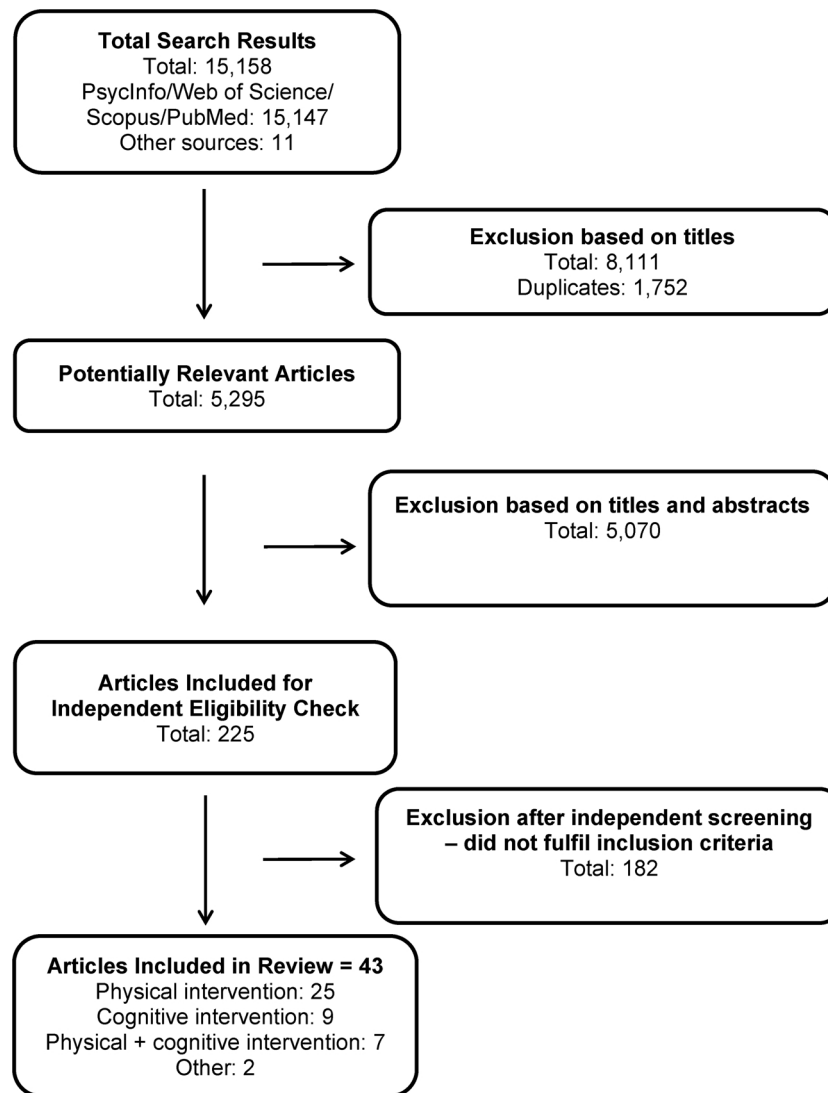 Total Search Results
Total: 15,158
PsycInfo/Web of Science/
Scopus/PubMed: 15,147
Other sources: 11
Exclusion based on titles
Total: 8,111
Duplicates: 1,752
Potentially Relevant Articles
Total: 5,295
Exclusion based on titles and abstracts
Total: 5,070
Articles Included for
Independent Eligibility Check
Total: 225
Exclusion after independent screening
– did not fulfil inclusion criteria
Total: 182
Articles Included in Review = 43
Physical intervention: 25
Cognitive intervention: 9
Physical + cognitive intervention: 7
Other: 2